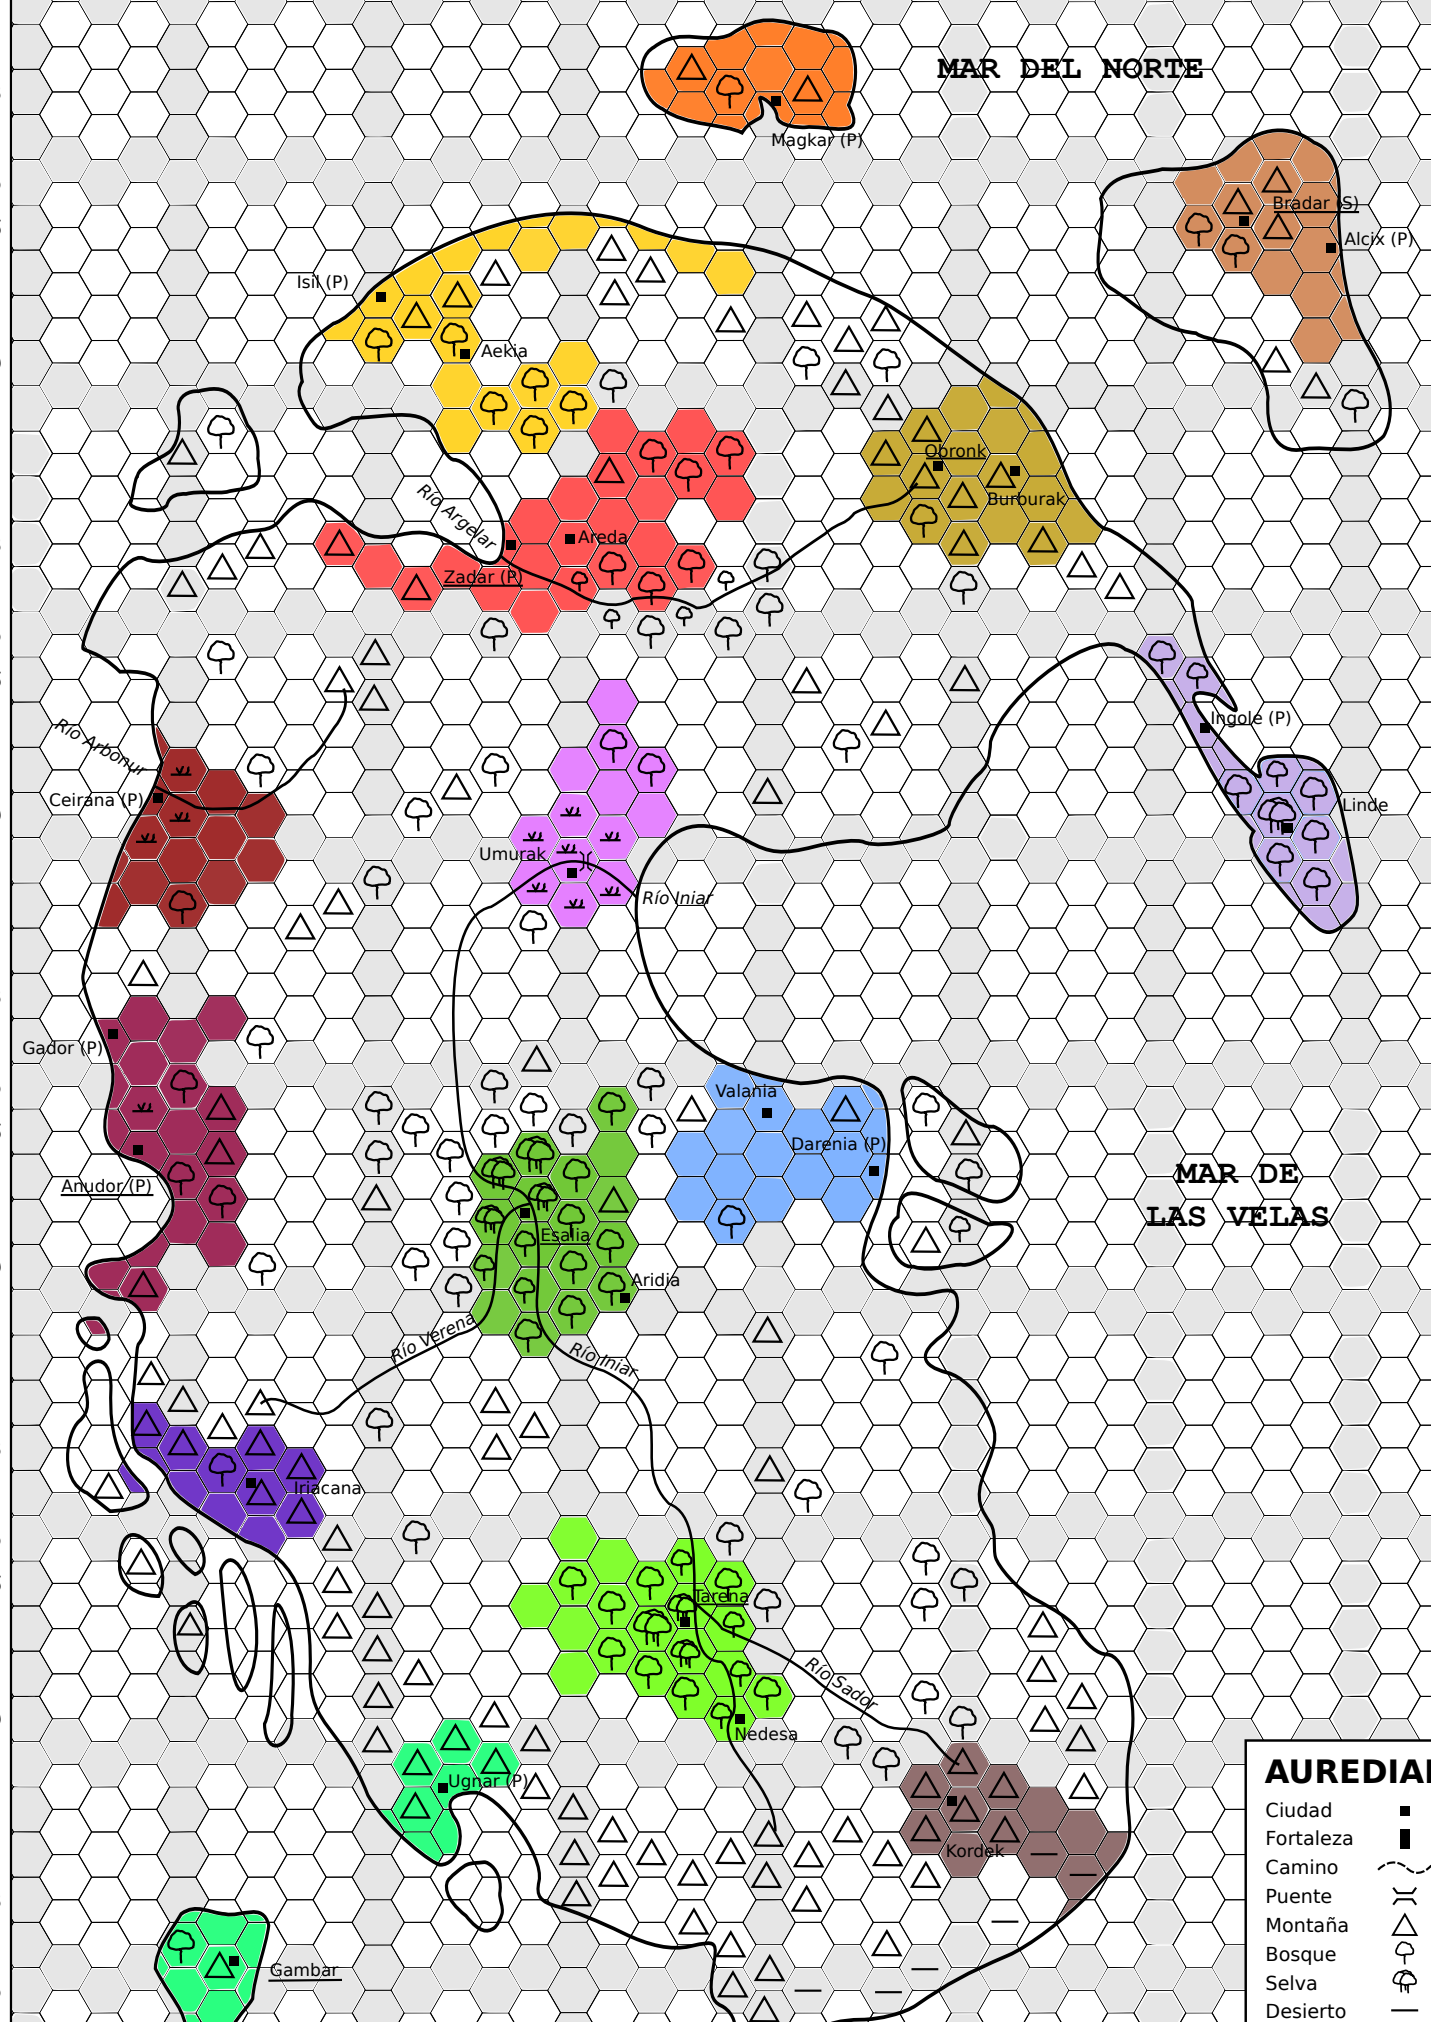 MAR DEL NORTE
Magkar (P)
Bradar (S)
Alcix (P)
Isil (P)
Aekia
Obronk
Burburak
Río Argelar
Areda
Zadar (P)
Ingole (P)
Río Arbonur
Ceirana (P)
Linde
Umurak
Río Iniar
Gador (P)
Valania
Darenia (P)
MAR DE
LAS VELAS
Anudor (P)
Esalia
Aridia
Río Verena
Río Iniar
Iriacana
Tarena
Río Sador
Nedesa
Ugnar (P)
Kordek
Gambar
AUREDIA
Ciudad
Fortaleza
Camino
Puente
Montaña
Bosque
Selva
Desierto